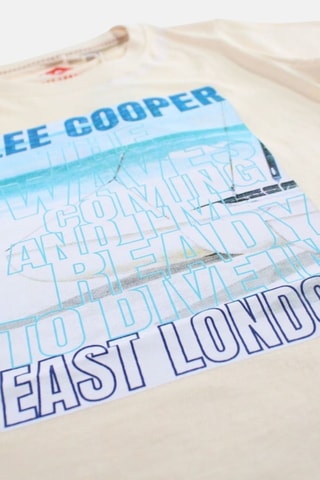 LEE COOPER
THE
WAVES
COMING
AND I'M
READY
TO DIVE IN
EAST LONDO